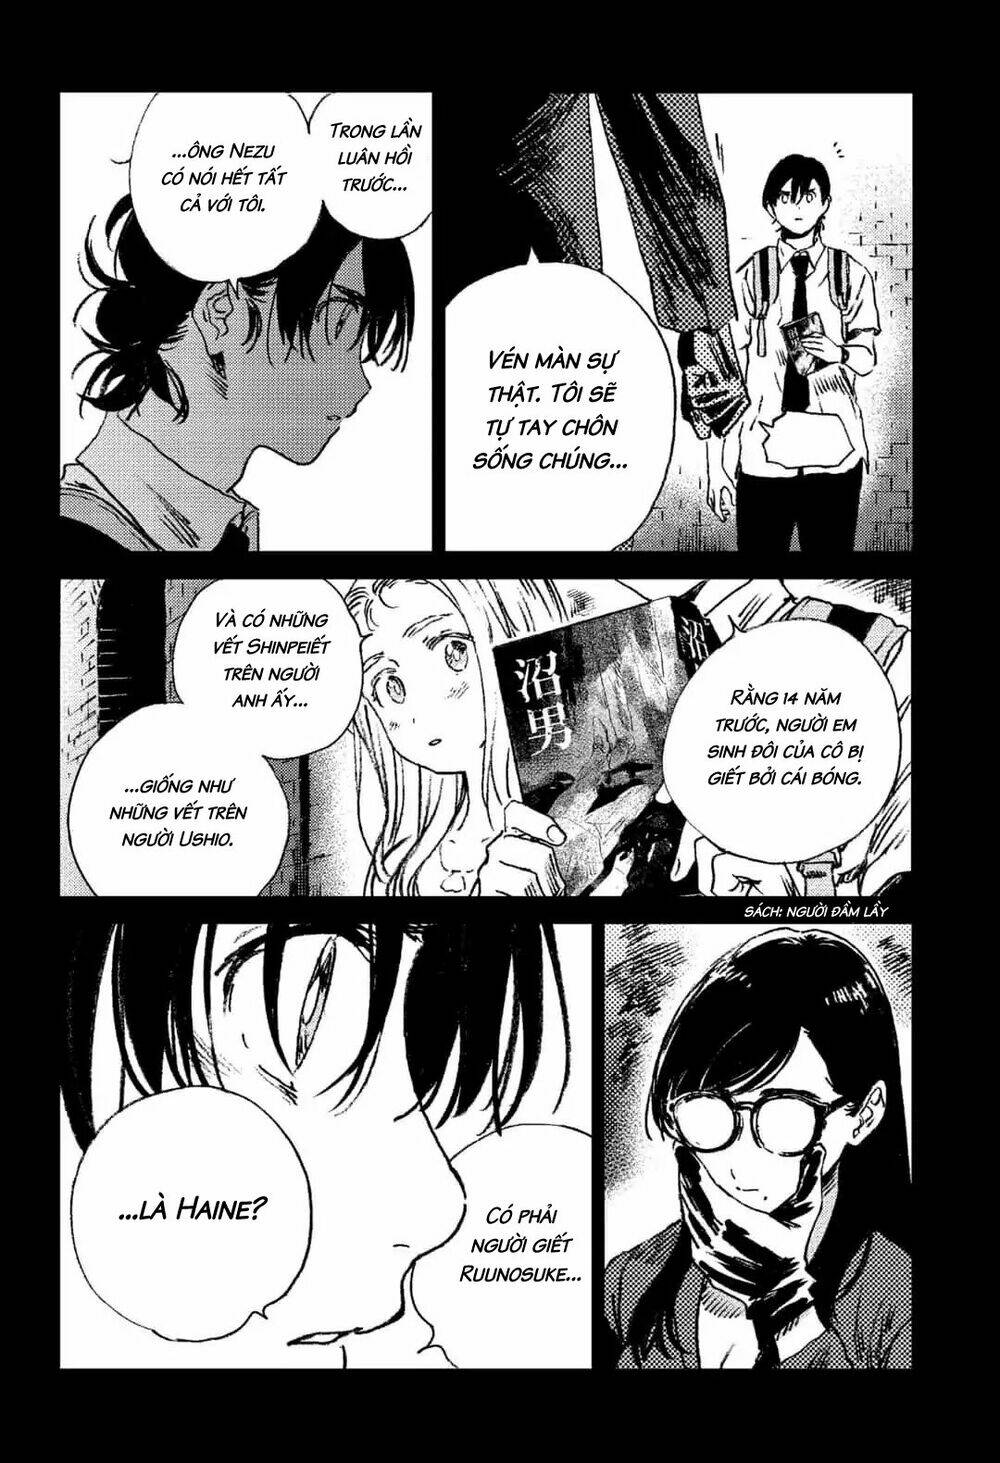 VÉN MÀN SỰ
THẬT. TÔI SẼ
TỰ TAY CHÔN
SỐNG CHÚNG...
TRONG LẦN
LUÂN HỒI
TRƯỚC...
...ÔNG NEZU
CÓ NÓI HẾT TẤT
CẢ VỚI TÔI.
RẰNG 14 NĂM
TRƯỚC, NGƯỜI EM
SINH ĐÔI CỦA CÔ BỊ
GIẾT BỞI CÁI BÓNG.
沼男
沼
VÀ CÓ NHỮNG
VẾT SHINPEIẾT
TRÊN NGƯỜI
ANH ẤY...
...GIỐNG NHƯ
NHỮNG VẾT TRÊN
NGƯỜI USHIO.
SÁCH: NGƯỜI ĐẦM LẦY
CÓ PHẢI
NGƯỜI GIẾT
RUUNOSUKE...
...LÀ HAINE?